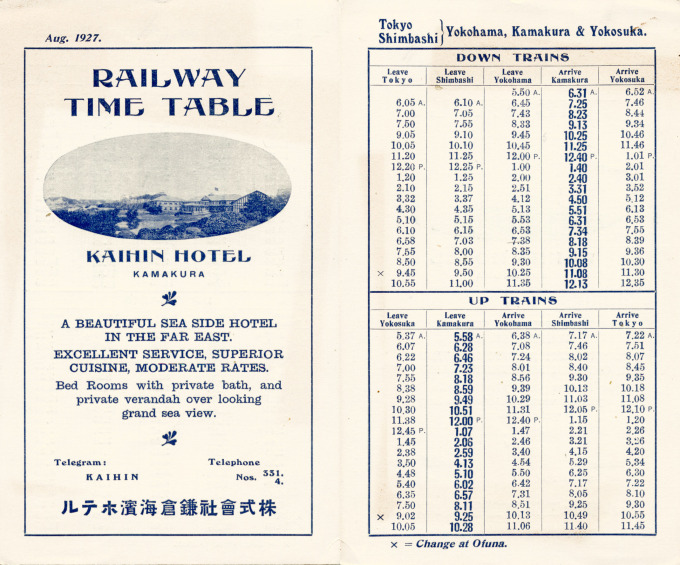 Aug. 1927.
RAILWAY
TIME TABLE
KAIHIN HOTEL
KAMAKURA
A BEAUTIFUL SEA SIDE HOTEL
IN THE FAR EAST.
EXCELLENT SERVICE, SUPERIOR
CUISINE, MODERATE RATES.
Bed Rooms with private bath, and
private verandah over looking
grand sea view.
Telegram: Telephone
KAIHIN Nos. 331.
4.
ルテホ濱海倉鎌社會式株
Tokyo
Shimbashi } Yokohama, Kamakura & Yokosuka.
DOWN TRAINS
Leave Leave Leave Arrive Arrive
Tokyo Shimbashi Yokohama Kamakura Yokosuka
5.50 A. 6.31 A. 6.52 A.
6,05 A. 6.10 A. 6.45 7.25 7.46
7.00 7.05 7.43 8.23 8.44
7.50 7.55 8.33 9.13 9.34
9,05 9.10 9.45 10.25 10.46
10,05 10.10 10.45 11.25 11.46
11.20 11.25 12.00 P. 12.40 P. 1,01 P.
12.20 P. 12.25 P. 1.00 1.40 2.01
1,20 1.25 2.00 2.40 3.01
2.10 2.15 2.51 3.31 3,52
3,32 3.37 4.12 4.50 5.12
4,30 4.35 5.13 5.51 6,13
5,10 5.15 5.53 6.31 6,53
6,10 6.15 6.53 7.34 7,55
6,58 7.03 7.38 8.18 8.39
7,55 8,00 8.35 9.15 9.36
8,50 8.55 9,30 10.08 10,30
× 9.45 9,50 10.25 11.08 11,30
10.55 11,00 11.35 12.13 12,35
UP TRAINS
Leave Leave Arrive Arrive Arrive
Yokosuka Kamakura Yokohama Shimbashi Tokyo
5,37 A. 5.58 A. 6,38 A. 7.17 A. 7,22 A.
6.07 6.28 7,08 7,46 7,51
6,22 6.46 7.24 8,02 8,07
7,00 7.23 8,01 8,40 8,45
7.55 8.18 8,56 9,30 9,35
8,38 8.59 9,39 10,13 10.18
9,28 9.49 10.29 11,03 11,08
10,30 10.51 11.31 12.05 P. 12,10 P.
11,38 12.00 P. 12.40 P. 1.15 1,20
12,45 P. 1.07 1.47 2,21 2,26
1,45 2.06 2.46 3.21 3,26
2.38 2.59 3,40 4,15 4,20
3,50 4.13 4,54 5.29 5,34
4,48 5.10 5,50 6,25 6,30
5.40 6.02 6,42 7,17 7,22
6.35 6.57 7,31 8,05 8.10
7.50 8.11 8,51 9.25 9,30
× 9,02 9.25 10,13 10,49 10.55
10,05 10.28 11,06 11.40 11,45
× = Change at Ofuna.